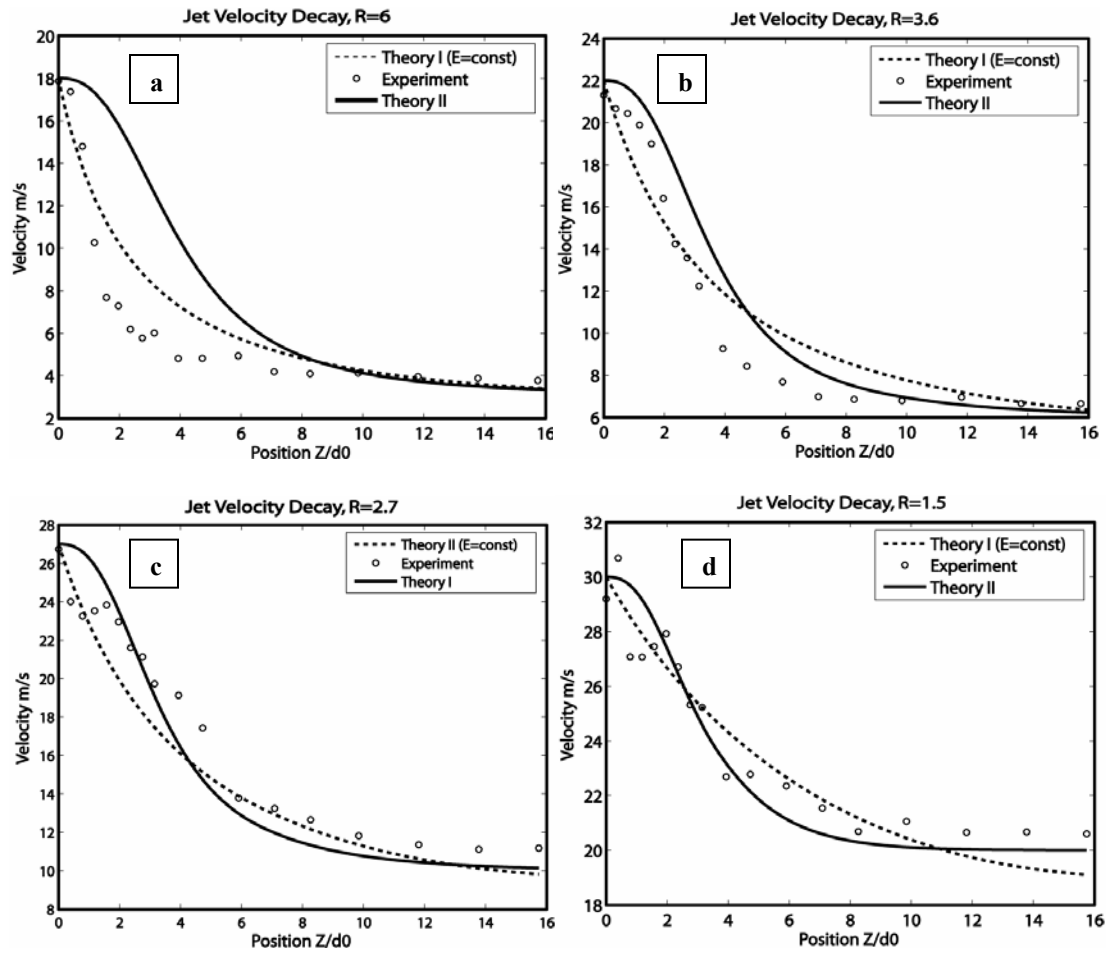 Jet Velocity Decay, R=6
20
18
16
14
12
10
8
6
4
2
Velocity m/s
a
Theory I (E=const)
Experiment
Theory II
0 2 4 6 8 10 12 14 16
Position Z/d0
Jet Velocity Decay, R=3.6
24
22
20
18
16
14
12
10
8
6
Velocity m/s
b
Theory I (E=const)
Experiment
Theory II
0 2 4 6 8 10 12 14 16
Position Z/d0
Jet Velocity Decay, R=2.7
28
26
24
22
20
18
16
14
12
10
8
Velocity m/s
c
Theory II (E=const)
Experiment
Theory I
0 2 4 6 8 10 12 14 16
Position Z/d0
Jet Velocity Decay, R=1.5
32
30
28
26
24
22
20
18
Velocity m/s
d
Theory I (E=const)
Experiment
Theory II
0 2 4 6 8 10 12 14 16
Position Z/d0